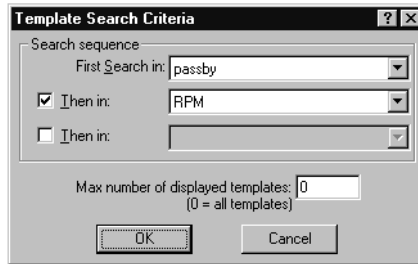 Template Search Criteria
Search sequence
First Search in: passby
Then in: RPM
Then in:
Max number of displayed templates: 0
(0 = all templates)
OK Cancel